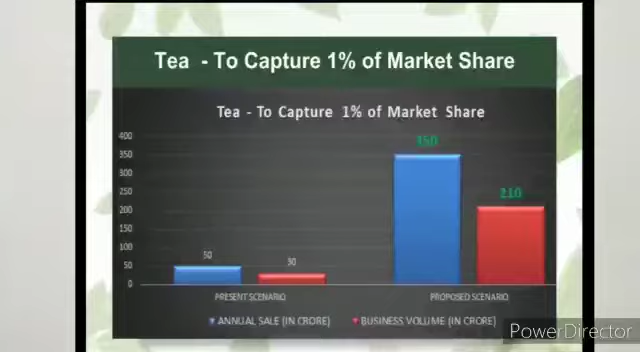 Tea - To Capture 1% of Market Share
Tea - To Capture 1% of Market Share
400
350
300
250
200
150
100
50
0
50
30
350
210
PRESENT SCENARIO
PROPOSED SCENARIO
ANNUAL SALE (IN CRORE)
BUSINESS VOLUME (IN CRORE)
PowerDirector